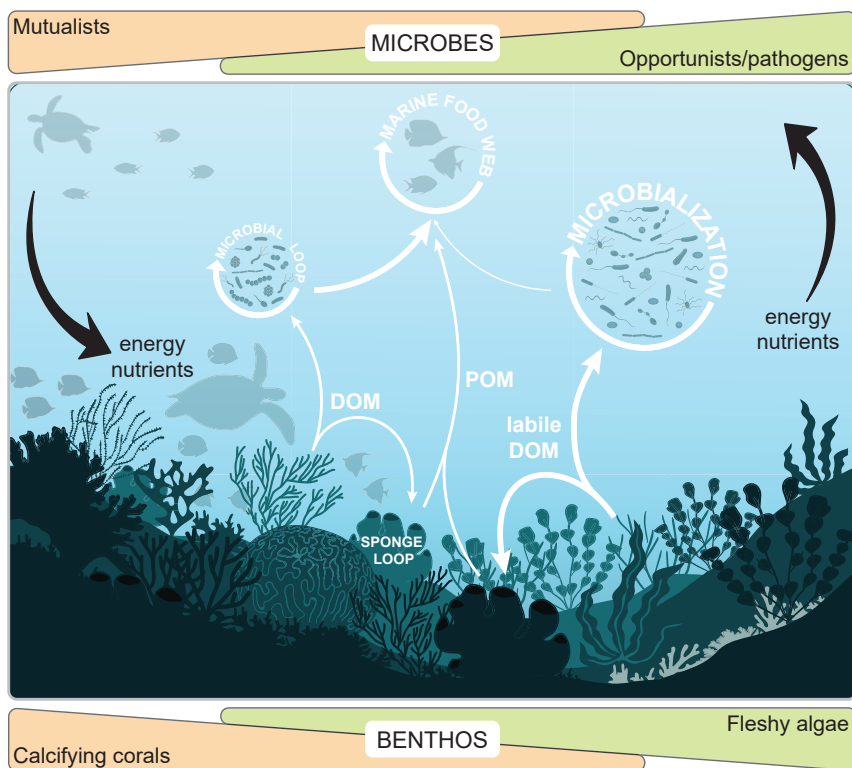 Mutualists
MICROBES
Opportunists/pathogens
MARINE FOOD WEB
MICROBIAL LOOP
MICROBIALIZATION
energy
nutrients
energy
nutrients
DOM
POM
labile
DOM
SPONGE
LOOP
Fleshy algae
BENTHOS
Calcifying corals